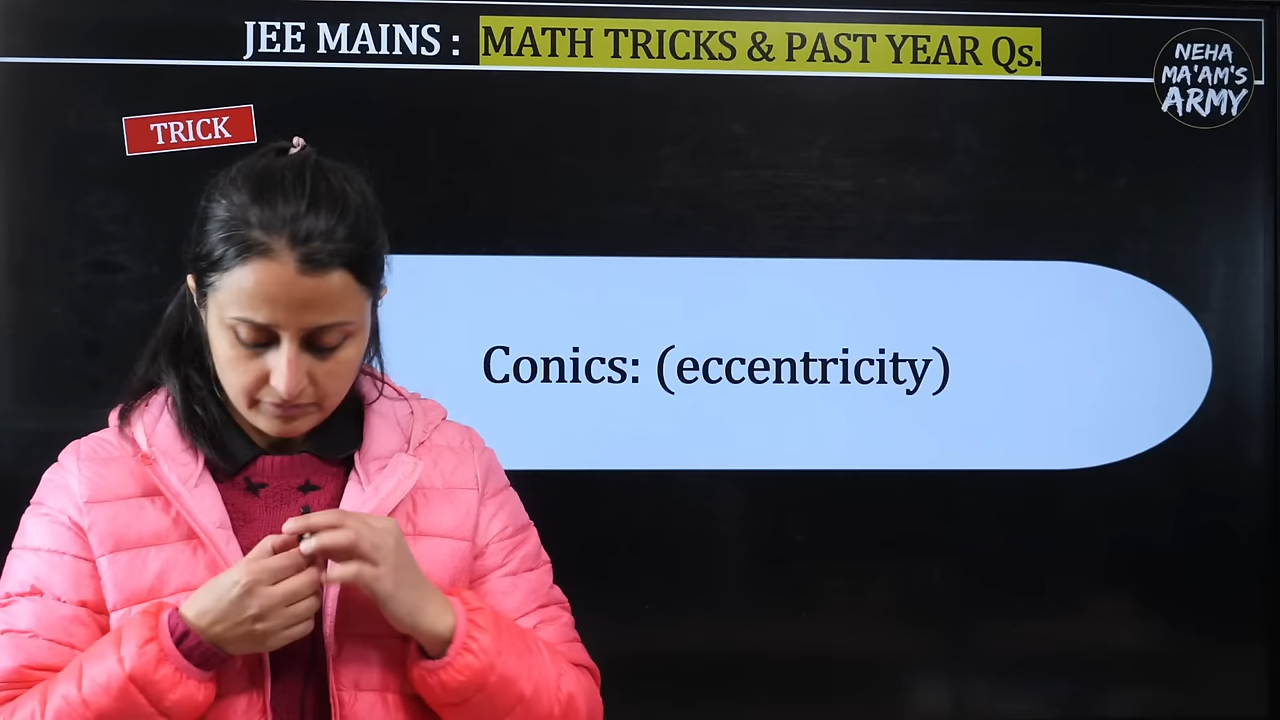 JEE MAINS : MATH TRICKS & PAST YEAR Qs.
NEHA
MA'AM'S
ARMY
TRICK
Conics: (eccentricity)